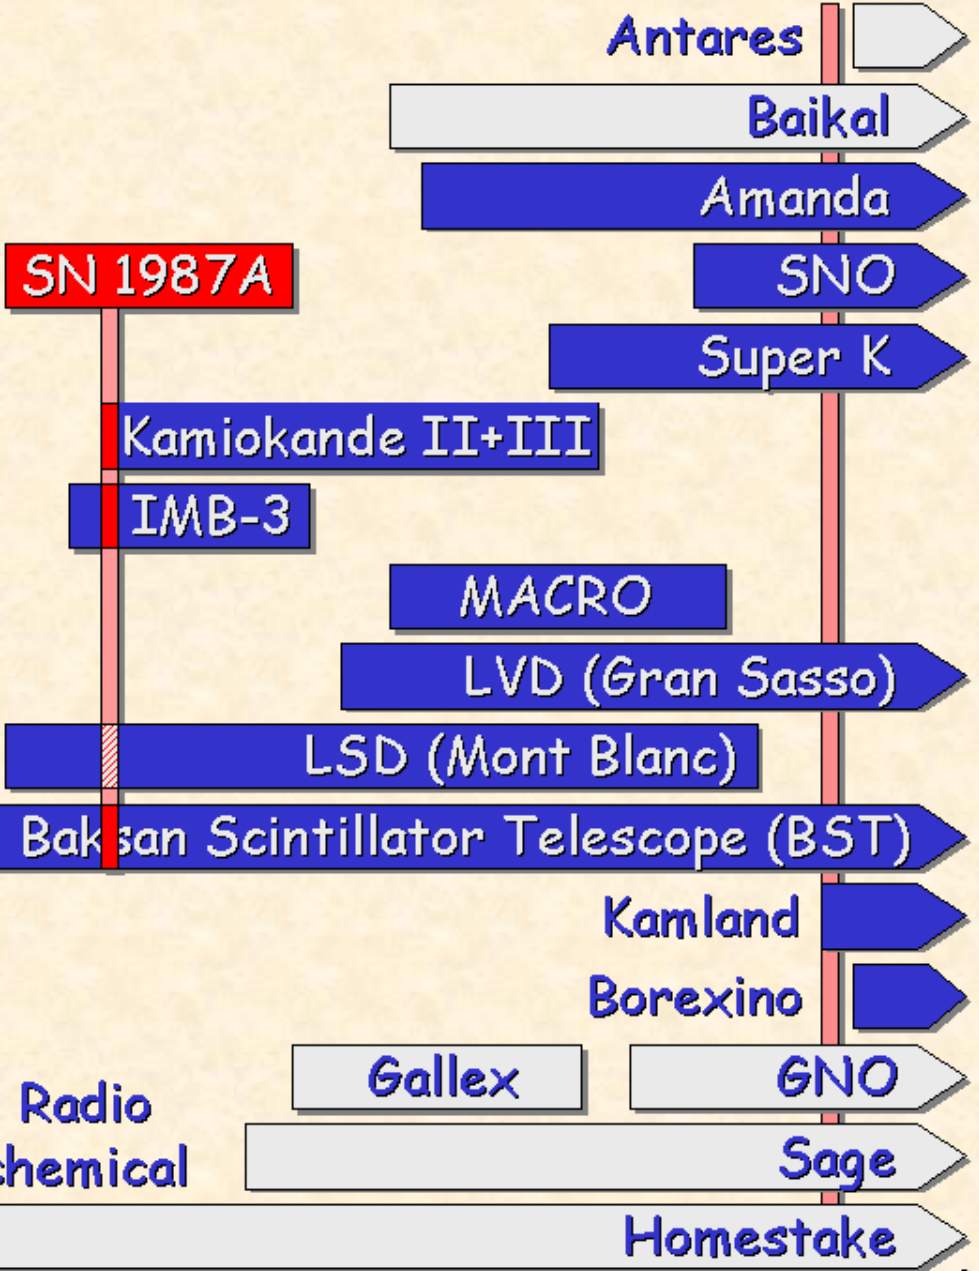 Antares
Baikal
Amanda
SN 1987A
SNO
Super K
Kamiokande II+III
IMB-3
MACRO
LVD (Gran Sasso)
LSD (Mont Blanc)
Baksan Scintillator Telescope (BST)
Kamland
Borexino
Gallex
GNO
Radio
chemical
Sage
Homestake